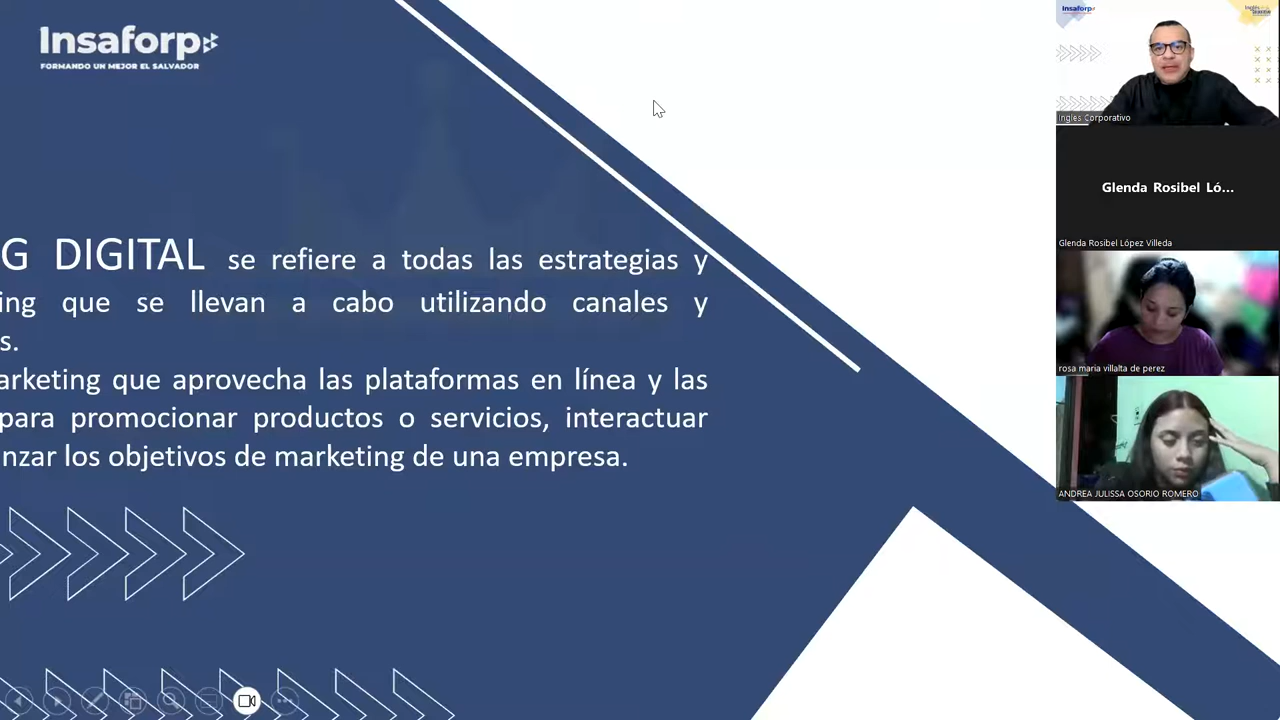 Insaforp
FORMANDO UN MEJOR EL SALVADOR
G DIGITAL se refiere a todas las estrategias y
ing que se llevan a cabo utilizando canales y
s.
arketing que aprovecha las plataformas en línea y las
para promocionar productos o servicios, interactuar
nzar los objetivos de marketing de una empresa.
Insaforp
Ingles Corporativo
Glenda Rosibel Ló...
Glenda Rosibel López Villeda
rosa maria villalta de perez
ANDREA JULISSA OSORIO ROMERO